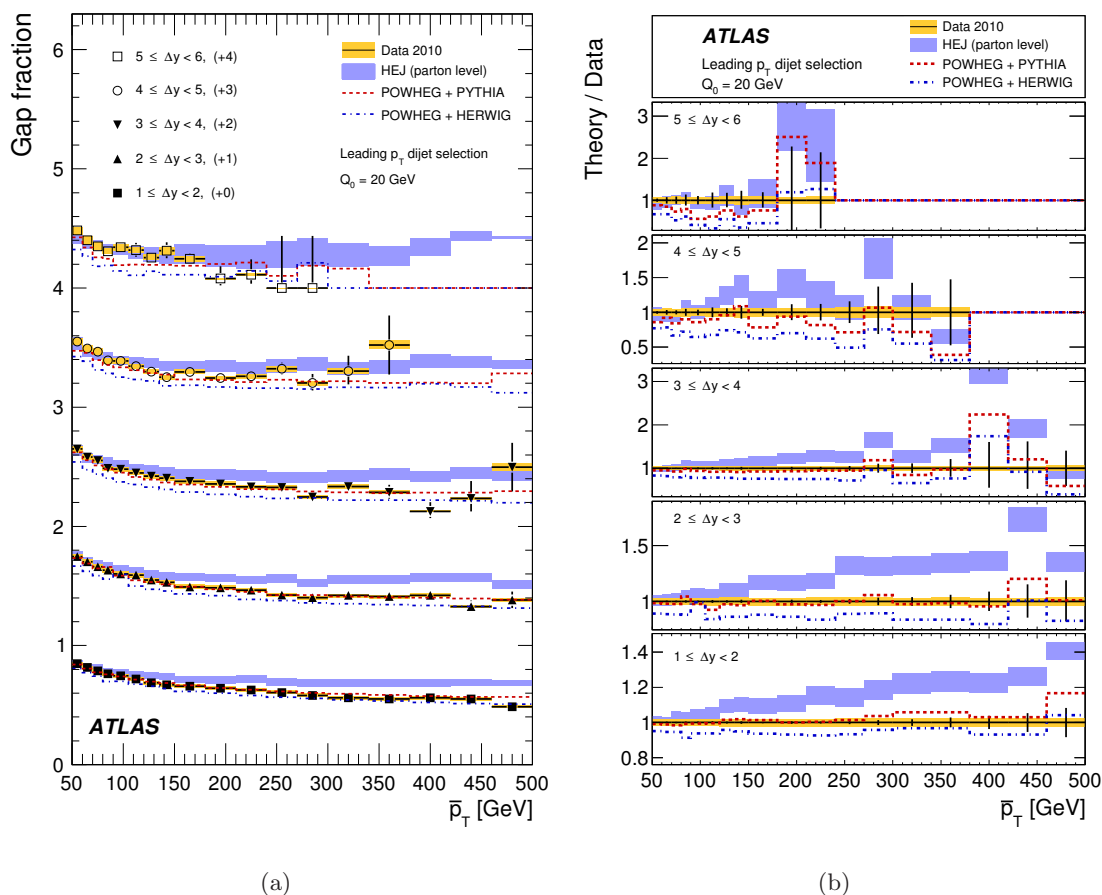 Gap fraction
6
5
4
3
2
1
0
5 ≤ Δy < 6, (+4)
4 ≤ Δy < 5, (+3)
3 ≤ Δy < 4, (+2)
2 ≤ Δy < 3, (+1)
1 ≤ Δy < 2, (+0)
Data 2010
HEJ (parton level)
POWHEG + PYTHIA
POWHEG + HERWIG
Leading p_T dijet selection
Q_0 = 20 GeV
ATLAS
50 100 150 200 250 300 350 400 450 500
p̅_T [GeV]
(a)
Theory / Data
ATLAS
Leading p_T dijet selection
Q_0 = 20 GeV
Data 2010
HEJ (parton level)
POWHEG + PYTHIA
POWHEG + HERWIG
5 ≤ Δy < 6
3
2
1
4 ≤ Δy < 5
2
1.5
1
0.5
3 ≤ Δy < 4
3
2
1
2 ≤ Δy < 3
1.5
1
1 ≤ Δy < 2
1.4
1.2
1
0.8
50 100 150 200 250 300 350 400 450 500
p̅_T [GeV]
(b)